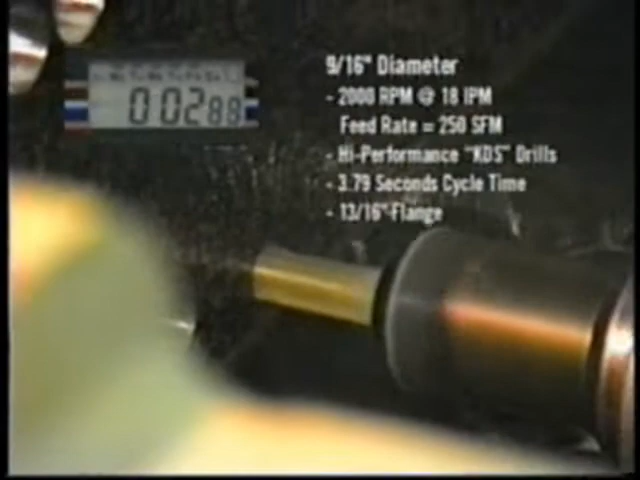 00288
9/16" Diameter
- 2000 RPM @ 18 IPM
Feed Rate = 250 SFM
- Hi-Performance "KDS" Drills
- 3.79 Seconds Cycle Time
- 13/16" Flange